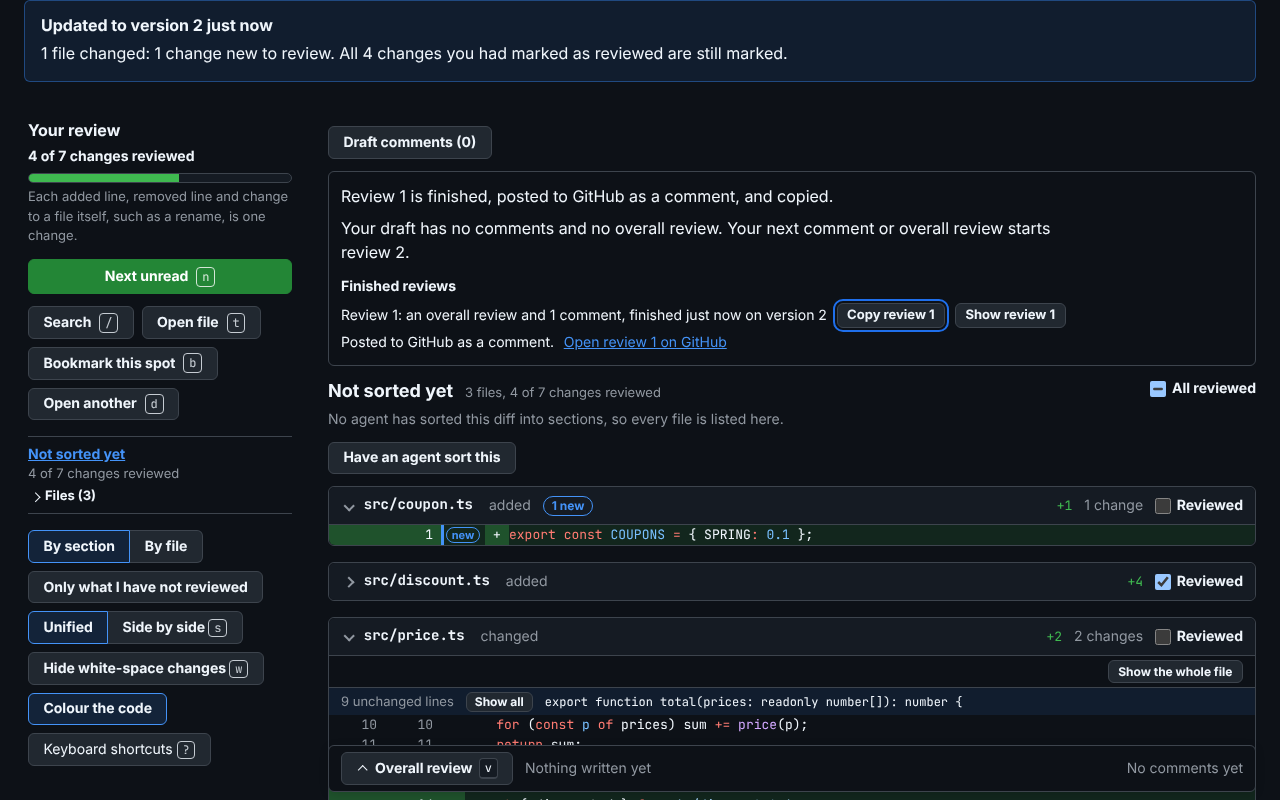 Updated to version 2 just now
1 file changed: 1 change new to review. All 4 changes you had marked as reviewed are still marked.
Your review
4 of 7 changes reviewed
Each added line, removed line and change
to a file itself, such as a rename, is one
change.
Next unread n
Search /
Open file t
Bookmark this spot b
Open another d
Not sorted yet
4 of 7 changes reviewed
Files (3)
By section
By file
Only what I have not reviewed
Unified
Side by side s
Hide white-space changes w
Colour the code
Keyboard shortcuts ?
Draft comments (0)
Review 1 is finished, posted to GitHub as a comment, and copied.
Your draft has no comments and no overall review. Your next comment or overall review starts
review 2.
Finished reviews
Review 1: an overall review and 1 comment, finished just now on version 2 Copy review 1 Show review 1
Posted to GitHub as a comment. Open review 1 on GitHub
Not sorted yet 3 files, 4 of 7 changes reviewed All reviewed
No agent has sorted this diff into sections, so every file is listed here.
Have an agent sort this
src/coupon.ts added 1 new +1 1 change Reviewed
1 new + export const COUPONS = { SPRING: 0.1 };
src/discount.ts added +4 Reviewed
src/price.ts changed +2 2 changes Reviewed
Show the whole file
9 unchanged lines Show all export function total(prices: readonly number[]): number {
10 10 for (const p of prices) sum += price(p);
11 11 return sum;
Overall review v Nothing written yet No comments yet